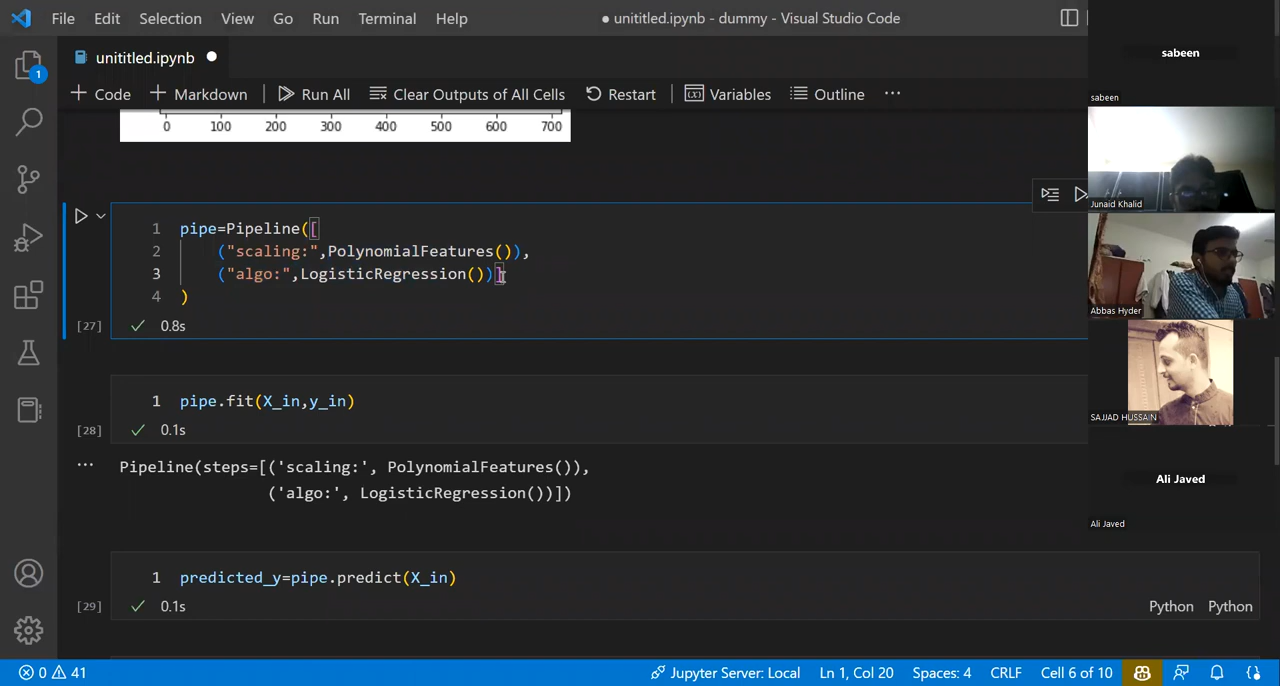 File Edit Selection View Go Run Terminal Help
● unititled.ipynb - dummy - Visual Studio Code
unititled.ipynb ●
1
+ Code + Markdown Run All Clear Outputs of All Cells Restart Variables Outline ...
0 100 200 300 400 500 600 700
1 pipe=Pipeline([
2 ("scaling:",PolynomialFeatures()),
3 ("algo:",LogisticRegression())]
4 )
[27] 0.8s
1 pipe.fit(X_in,y_in)
[28] 0.1s
... Pipeline(steps=[('scaling:', PolynomialFeatures()),
('algo:', LogisticRegression())])
1 predicted_y=pipe.predict(X_in)
[29] 0.1s
Python Python
0 41 Jupyter Server: Local Ln 1, Col 20 Spaces: 4 CRLF Cell 6 of 10
sabeen
sabeen
Junaid Khalid
Abbas Hyder
SAJJAD HUSSAIN
Ali Javed
Ali Javed